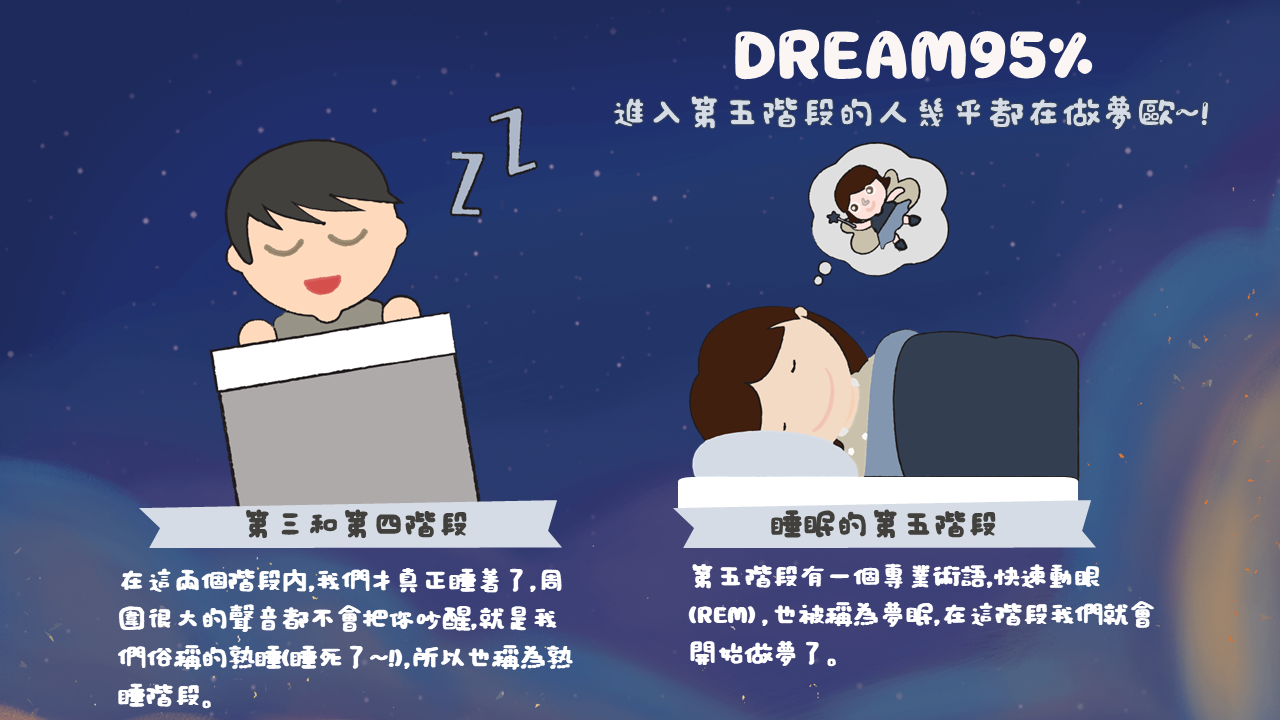 DREAM95%
進入第五階段的人幾乎都在做夢歐~!
ZZ
第三和第四階段
在這兩個階段內,我們才真正睡著了,周
圍很大的聲音都不會把你吵醒,就是我
們俗稱的熟睡(睡死了~!),所以也稱為熟
睡階段。
睡眠的第五階段
第五階段有一個專業術語,快速動眼
(REM),也被稱為夢眠,在這階段我們就會
開始做夢了。